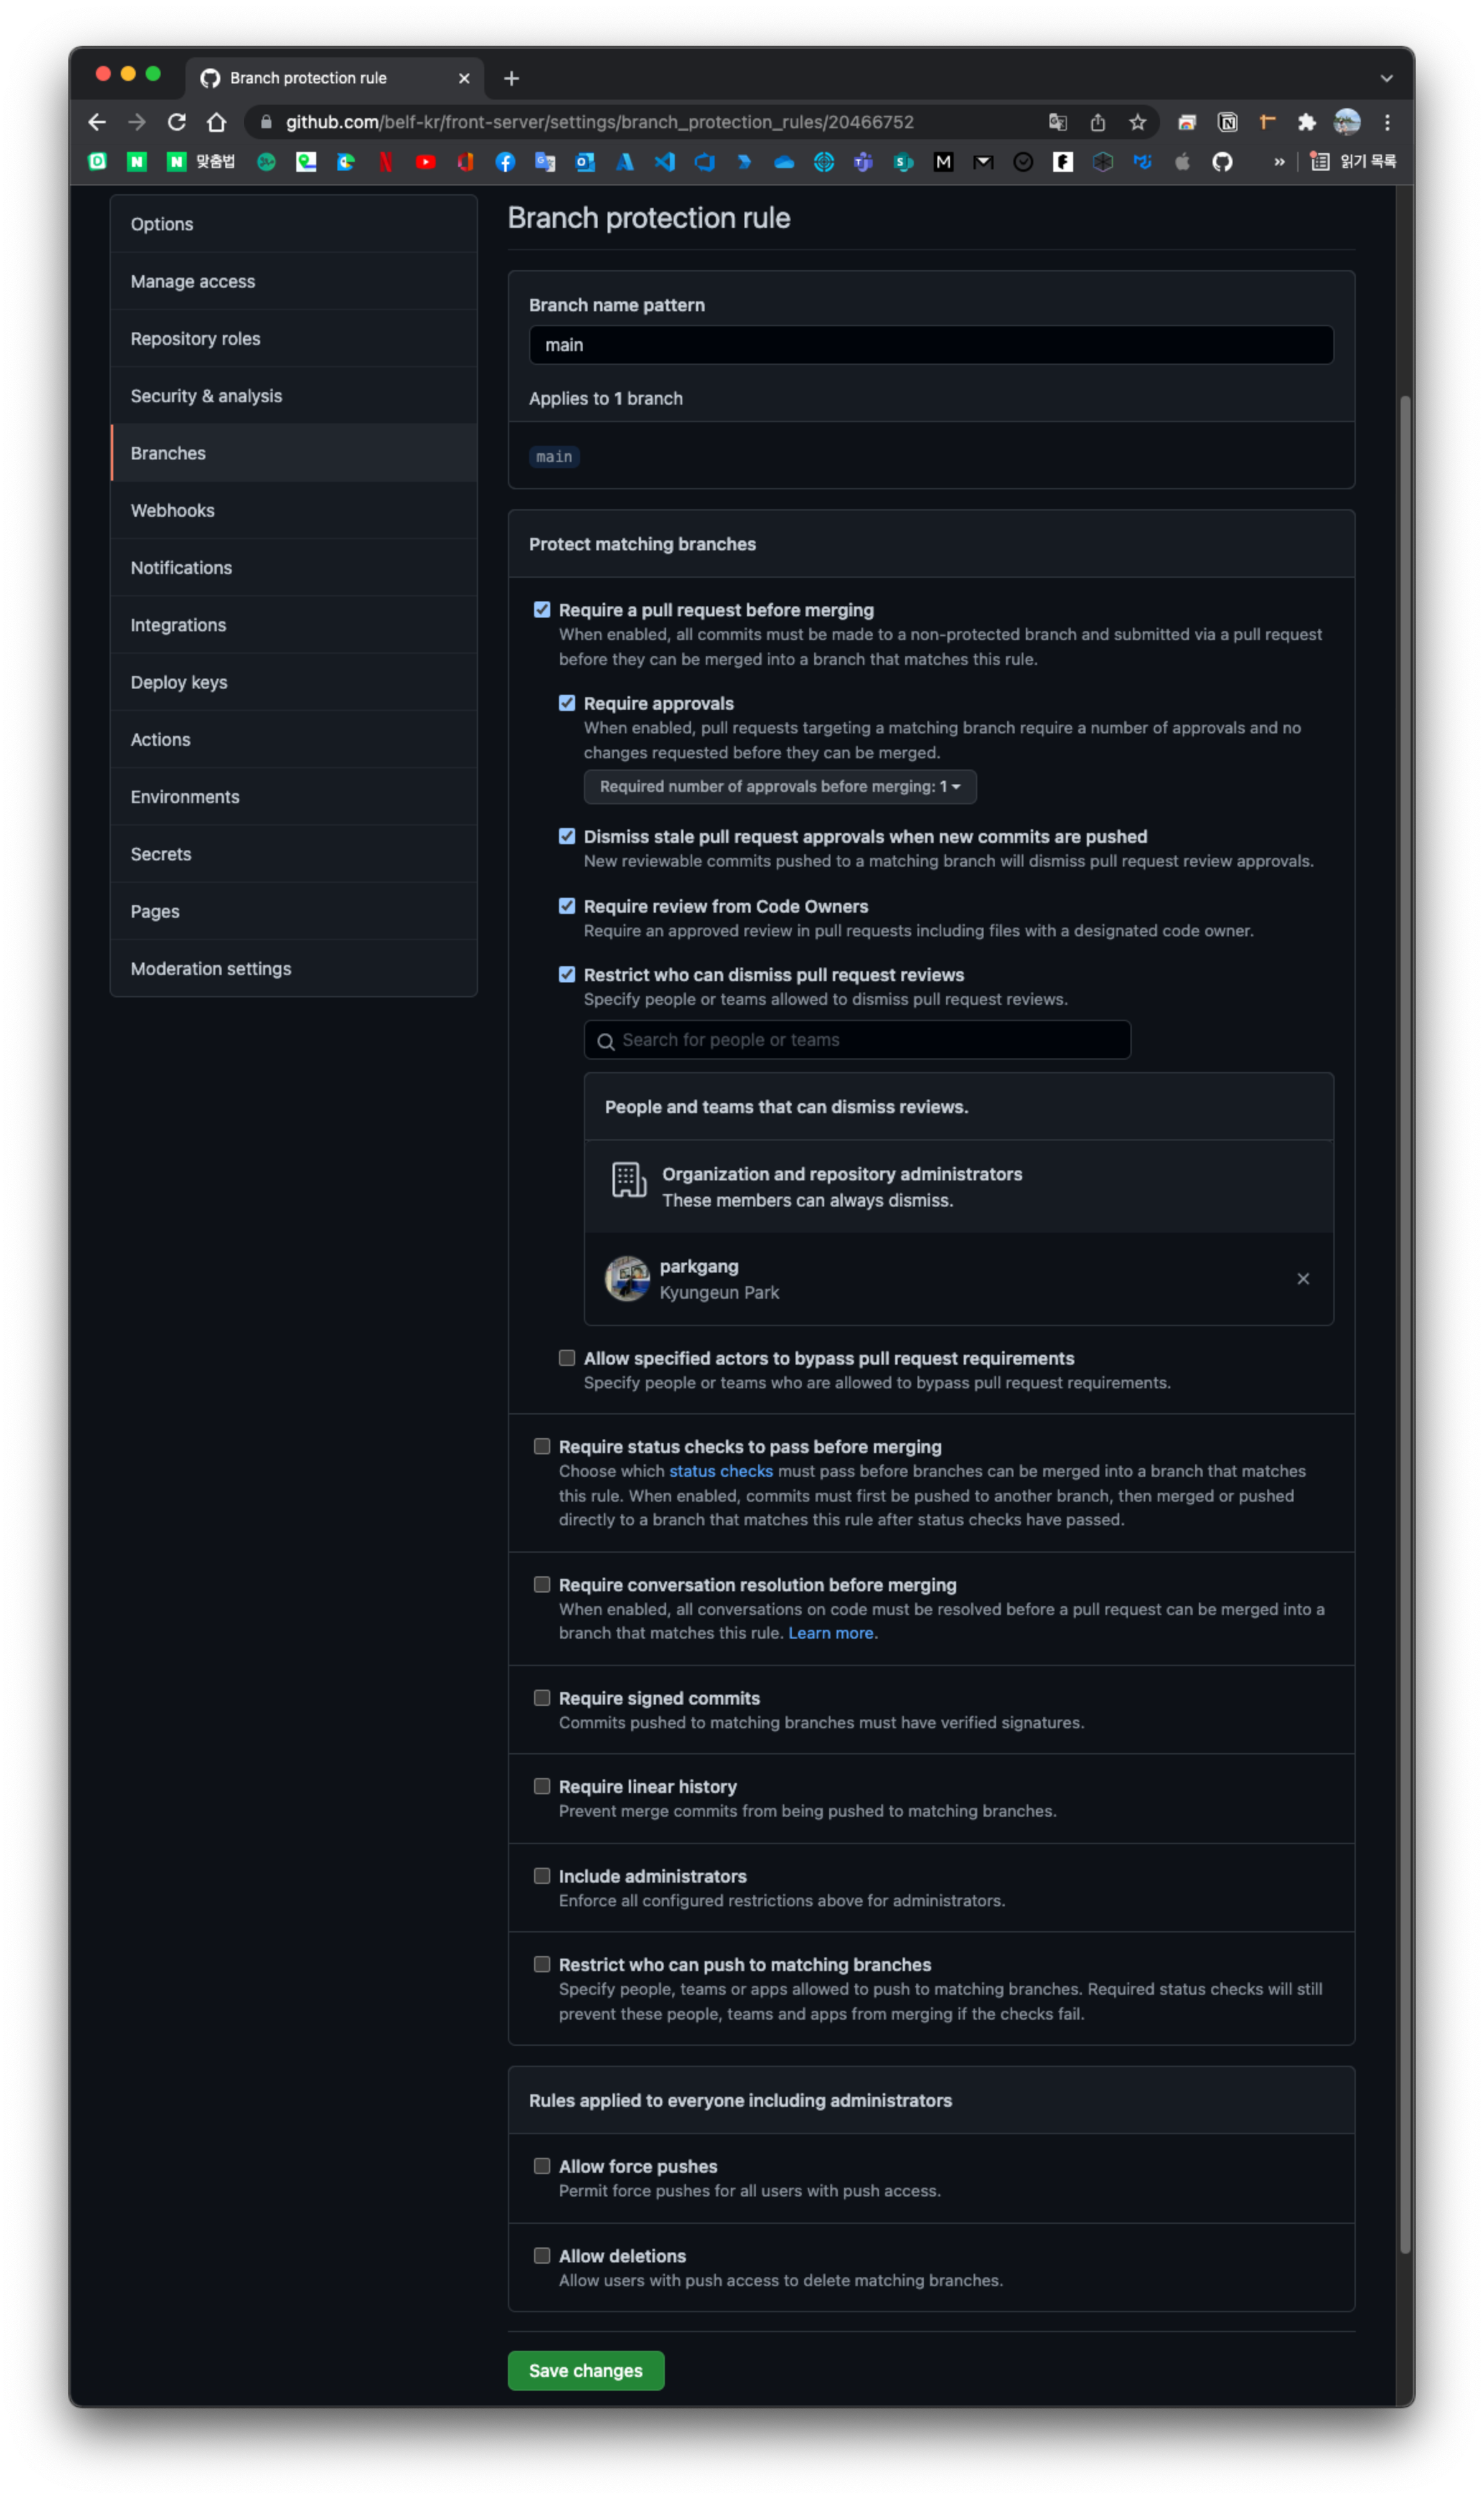 Branch protection rule
github.com/belf-kr/front-server/settings/branch_protection_rules/20466752
맞춤법
읽기 목록
Options
Manage access
Repository roles
Security & analysis
Branches
Webhooks
Notifications
Integrations
Deploy keys
Actions
Environments
Secrets
Pages
Moderation settings
Branch protection rule
Branch name pattern
main
Applies to 1 branch
main
Protect matching branches
Require a pull request before merging
When enabled, all commits must be made to a non-protected branch and submitted via a pull request
before they can be merged into a branch that matches this rule.
Require approvals
When enabled, pull requests targeting a matching branch require a number of approvals and no
changes requested before they can be merged.
Required number of approvals before merging: 1
Dismiss stale pull request approvals when new commits are pushed
New reviewable commits pushed to a matching branch will dismiss pull request review approvals.
Require review from Code Owners
Require an approved review in pull requests including files with a designated code owner.
Restrict who can dismiss pull request reviews
Specify people or teams allowed to dismiss pull request reviews.
Search for people or teams
People and teams that can dismiss reviews.
Organization and repository administrators
These members can always dismiss.
parkgang
Kyungeun Park
Allow specified actors to bypass pull request requirements
Specify people or teams who are allowed to bypass pull request requirements.
Require status checks to pass before merging
Choose which status checks must pass before branches can be merged into a branch that matches
this rule. When enabled, commits must first be pushed to another branch, then merged or pushed
directly to a branch that matches this rule after status checks have passed.
Require conversation resolution before merging
When enabled, all conversations on code must be resolved before a pull request can be merged into a
branch that matches this rule. Learn more.
Require signed commits
Commits pushed to matching branches must have verified signatures.
Require linear history
Prevent merge commits from being pushed to matching branches.
Include administrators
Enforce all configured restrictions above for administrators.
Restrict who can push to matching branches
Specify people, teams or apps allowed to push to matching branches. Required status checks will still
prevent these people, teams and apps from merging if the checks fail.
Rules applied to everyone including administrators
Allow force pushes
Permit force pushes for all users with push access.
Allow deletions
Allow users with push access to delete matching branches.
Save changes